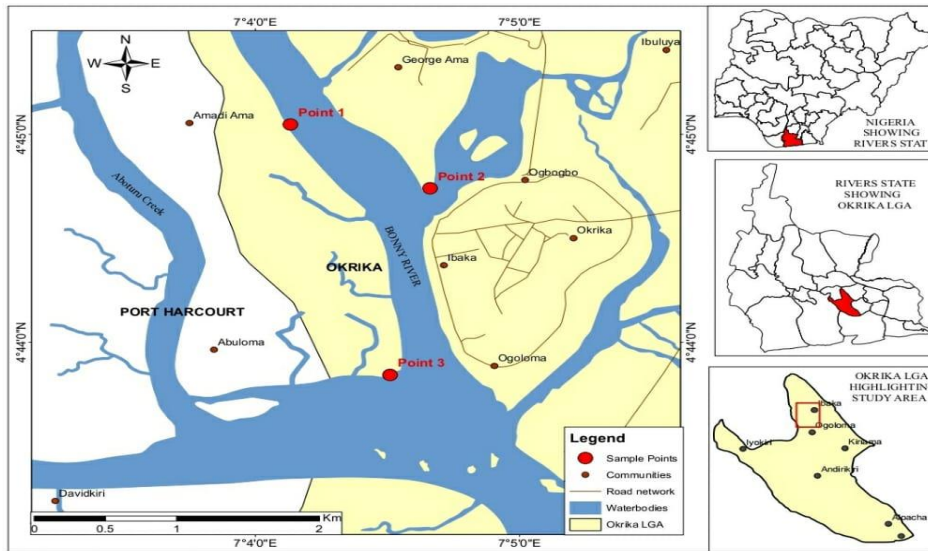 7°4'0"E
7°5'0"E
N
W E
S
George Ama
Ibuluya
Amadi Ama
Point 1
4°45'0"N
4°45'0"N
Point 2
Ogbogbo
Aboturu Creek
BONNY RIVER
Okrika
OKRIKA
Ibaka
PORT HARCOURT
Abuloma
4°44'0"N
4°44'0"N
Point 3
Ogoloma
Davidkiri
Km
0 0.5 1 2
Legend
Sample Points
Communities
Road network
Waterbodies
Okrika LGA
7°4'0"E
7°5'0"E
NIGERIA
SHOWING
RIVERS STATE
RIVERS STATE
SHOWING
OKRIKA LGA
OKRIKA LGA
HIGHLIGHTIN
STUDY AREA
Ibaka
Ogoloma
Iyokiri
Kiriama
Andirikiri